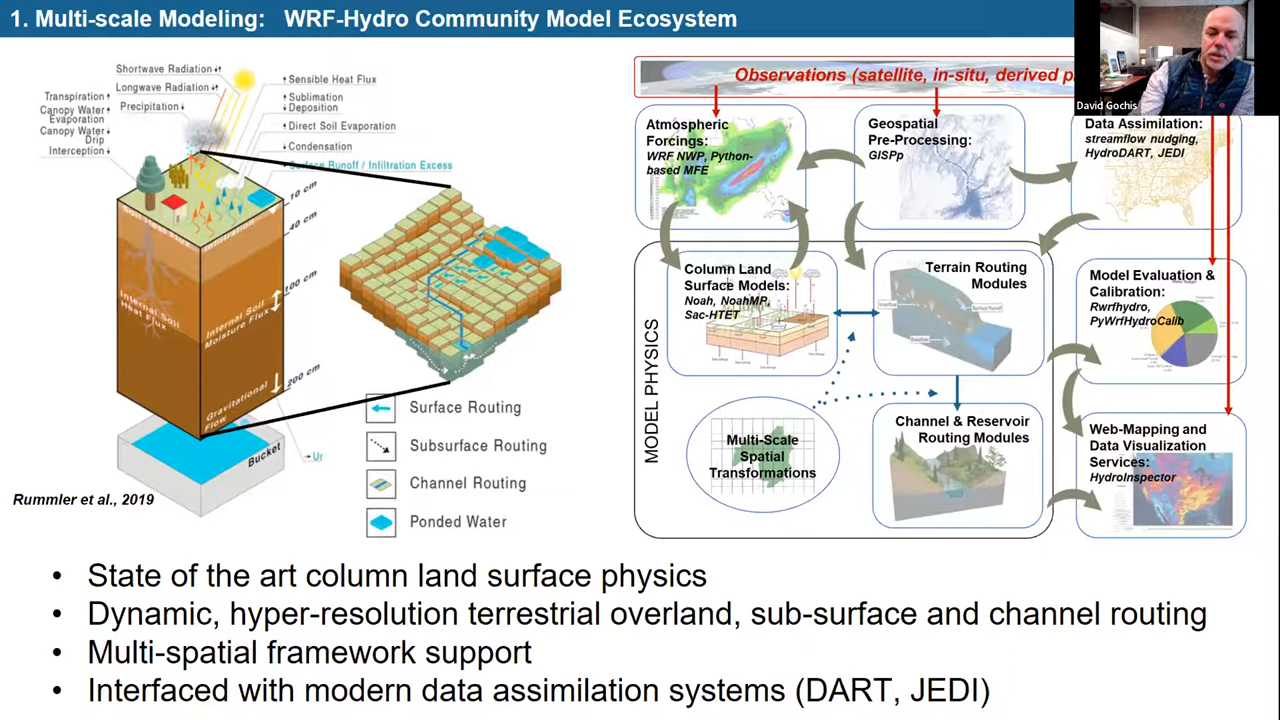 1. Multi-scale Modeling: WRF-Hydro Community Model Ecosystem
David Gochis
Shortwave Radiation
Longwave Radiation
Precipitation
Transpiration
Canopy Water
Evaporation
Canopy Water
Drip
Interception
Sensible Heat Flux
Sublimation
Deposition
Direct Soil Evaporation
Condensation
Surface Runoff / Infiltration Excess
10 cm
40 cm
100 cm
200 cm
Soil Heat Flux
Infiltration
Internal Soil
Heat Flux
Internal Soil
Moisture Flux
Gravitational
Flow
Bucket
Ur
Rummler et al., 2019
Surface Routing
Subsurface Routing
Channel Routing
Ponded Water
Observations (satellite, in-situ, derived p
Atmospheric
Forcings:
WRF NWP, Python-
based MFE
Geospatial
Pre-Processing:
GISPp
Data Assimilation:
streamflow nudging,
HydroDART, JEDI
MODEL PHYSICS
Column Land
Surface Models:
Noah, NoahMP,
Sac-HTET
Terrain Routing
Modules
Model Evaluation &
Calibration:
Rwrfhydro,
PyWrfHydroCalib
Multi-Scale
Spatial
Transformations
Channel & Reservoir
Routing Modules
Web-Mapping and
Data Visualization
Services:
HydroInspector
• State of the art column land surface physics
• Dynamic, hyper-resolution terrestrial overland, sub-surface and channel routing
• Multi-spatial framework support
• Interfaced with modern data assimilation systems (DART, JEDI)